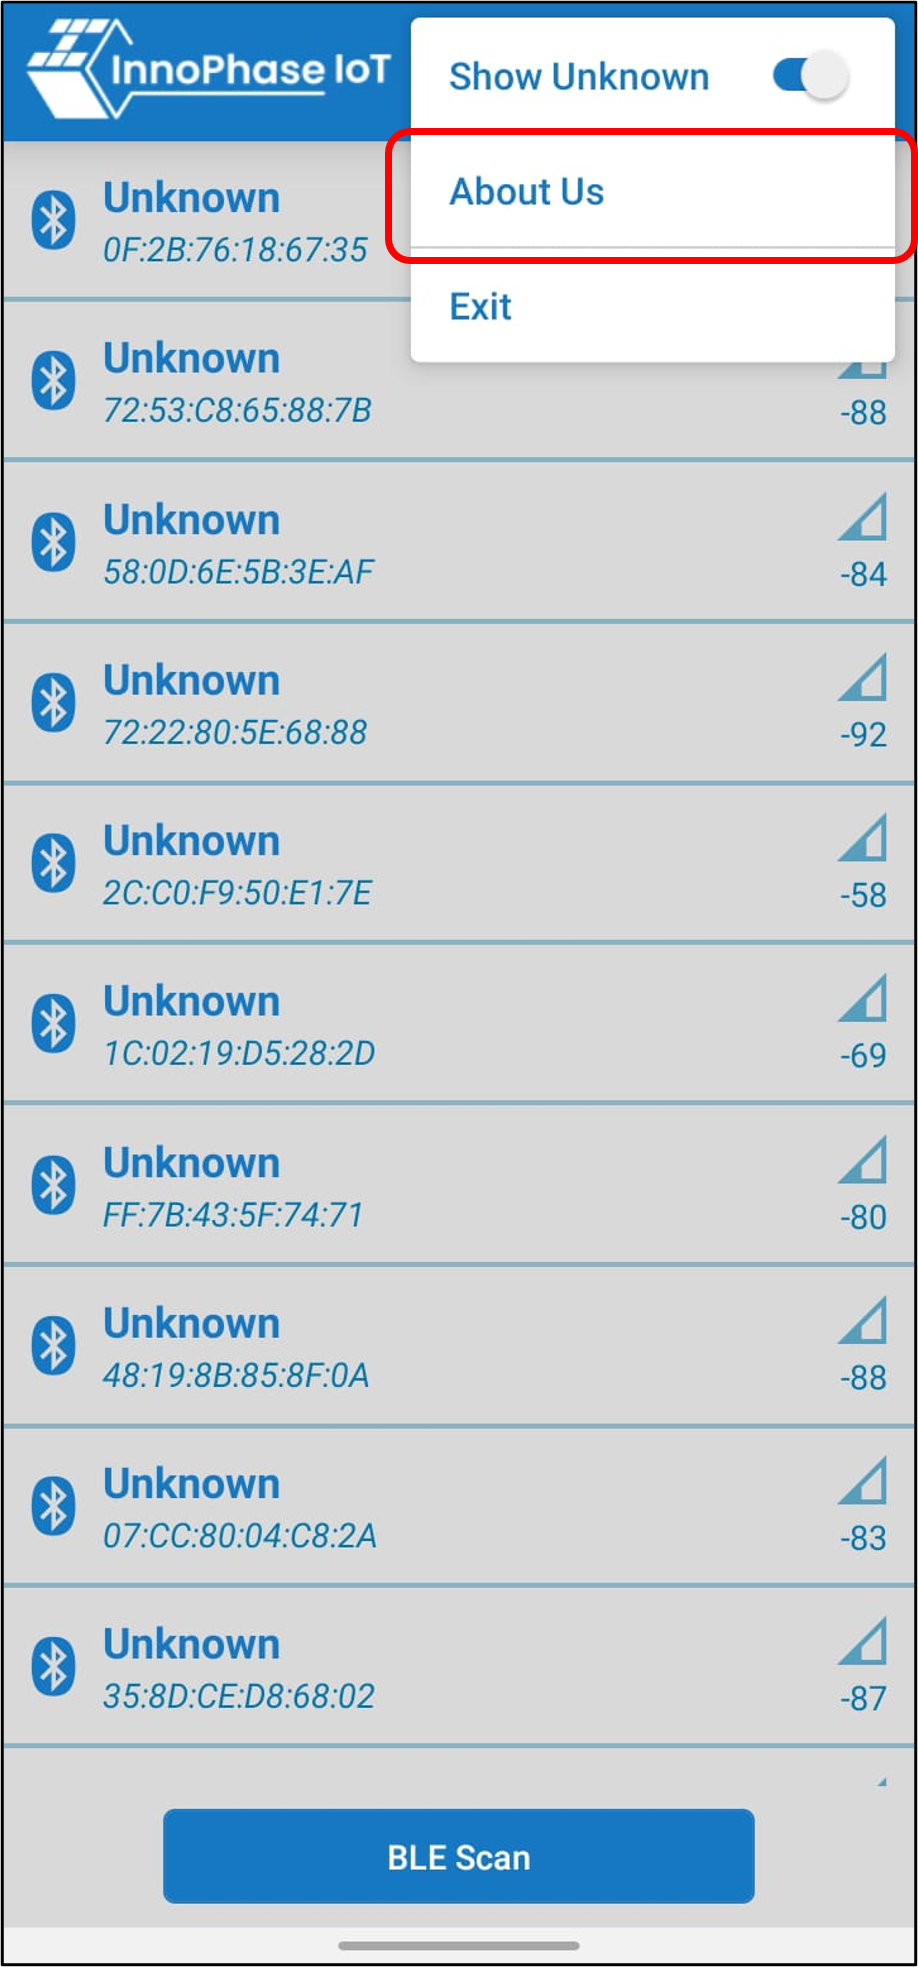 InnoPhase IoT
Show Unknown
About Us
Exit
Unknown
0F:2B:76:18:67:35
Unknown
72:53:C8:65:88:7B
-88
Unknown
58:0D:6E:5B:3E:AF
-84
Unknown
72:22:80:5E:68:88
-92
Unknown
2C:C0:F9:50:E1:7E
-58
Unknown
1C:02:19:D5:28:2D
-69
Unknown
FF:7B:43:5F:74:71
-80
Unknown
48:19:8B:85:8F:0A
-88
Unknown
07:CC:80:04:C8:2A
-83
Unknown
35:8D:CE:D8:68:02
-87
BLE Scan